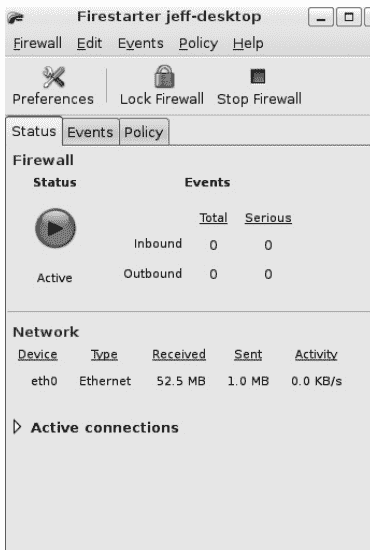 Firestarter jeff-desktop
Firewall Edit Events Policy Help
Preferences Lock Firewall Stop Firewall
Status Events Policy
Firewall
Status Events
Total Serious
Inbound 0 0
Outbound 0 0
Active
Network
Device Type Received Sent Activity
eth0 Ethernet 52.5 MB 1.0 MB 0.0 KB/s
Active connections